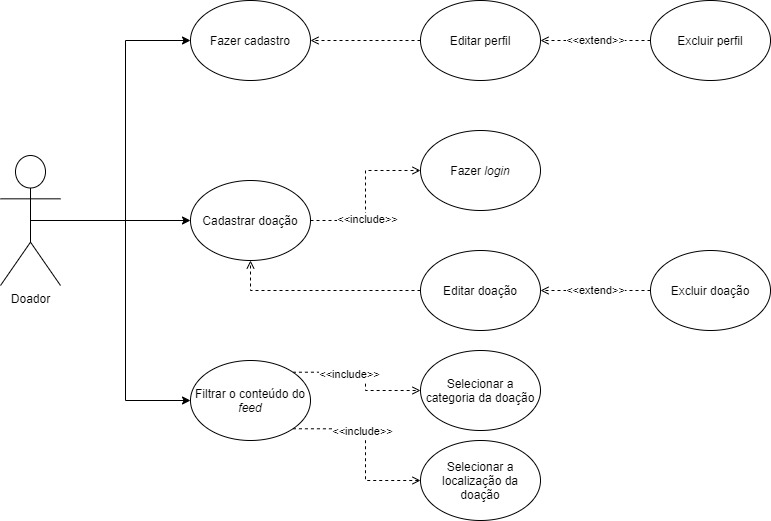 Fazer cadastro
Editar perfil
<<extend>>
Excluir perfil
Fazer login
Cadastrar doação
<<include>>
Editar doação
<<extend>>
Excluir doação
Doador
<<include>>
Selecionar a
categoria da doação
Filtrar o conteúdo do
feed
<<include>>
Selecionar a
localização da
doação